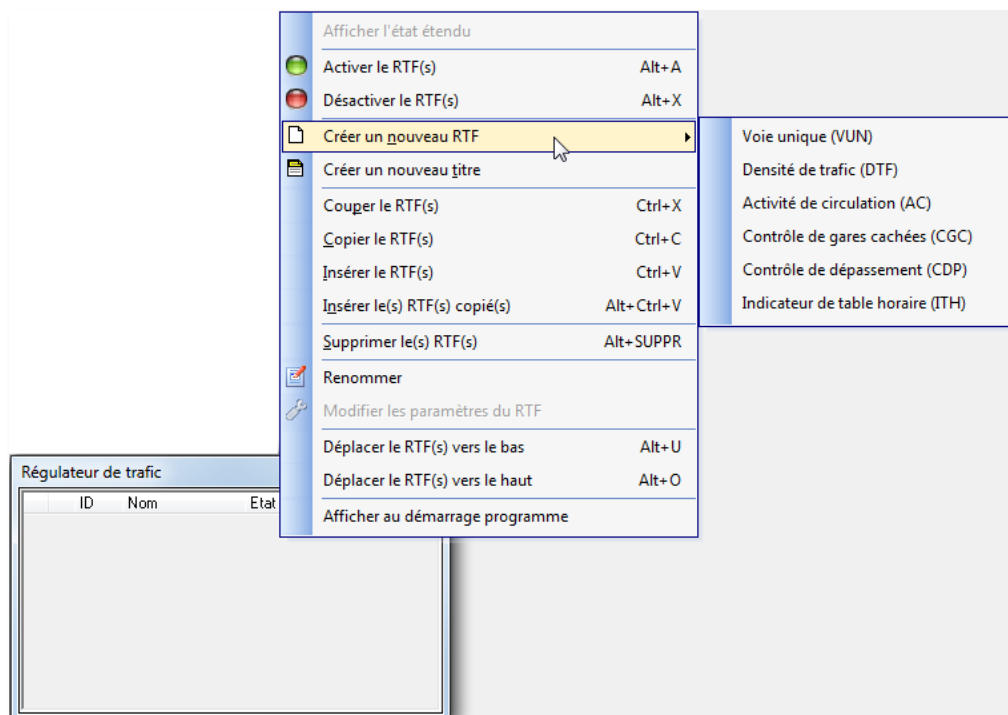 Afficher l'état étendu
Activer le RTF(s) Alt+A
Désactiver le RTF(s) Alt+X
Créer un nouveau RTF
Créer un nouveau titre
Couper le RTF(s) Ctrl+X
Copier le RTF(s) Ctrl+C
Insérer le RTF(s) Ctrl+V
Insérer le(s) RTF(s) copié(s) Alt+Ctrl+V
Supprimer le(s) RTF(s) Alt+SUPPR
Renommer
Modifier les paramètres du RTF
Déplacer le RTF(s) vers le bas Alt+U
Déplacer le RTF(s) vers le haut Alt+O
Afficher au démarrage programme
Voie unique (VUN)
Densité de trafic (DTF)
Activité de circulation (AC)
Contrôle de gares cachées (CGC)
Contrôle de dépassement (CDP)
Indicateur de table horaire (ITH)
Régulateur de trafic
ID Nom Etat